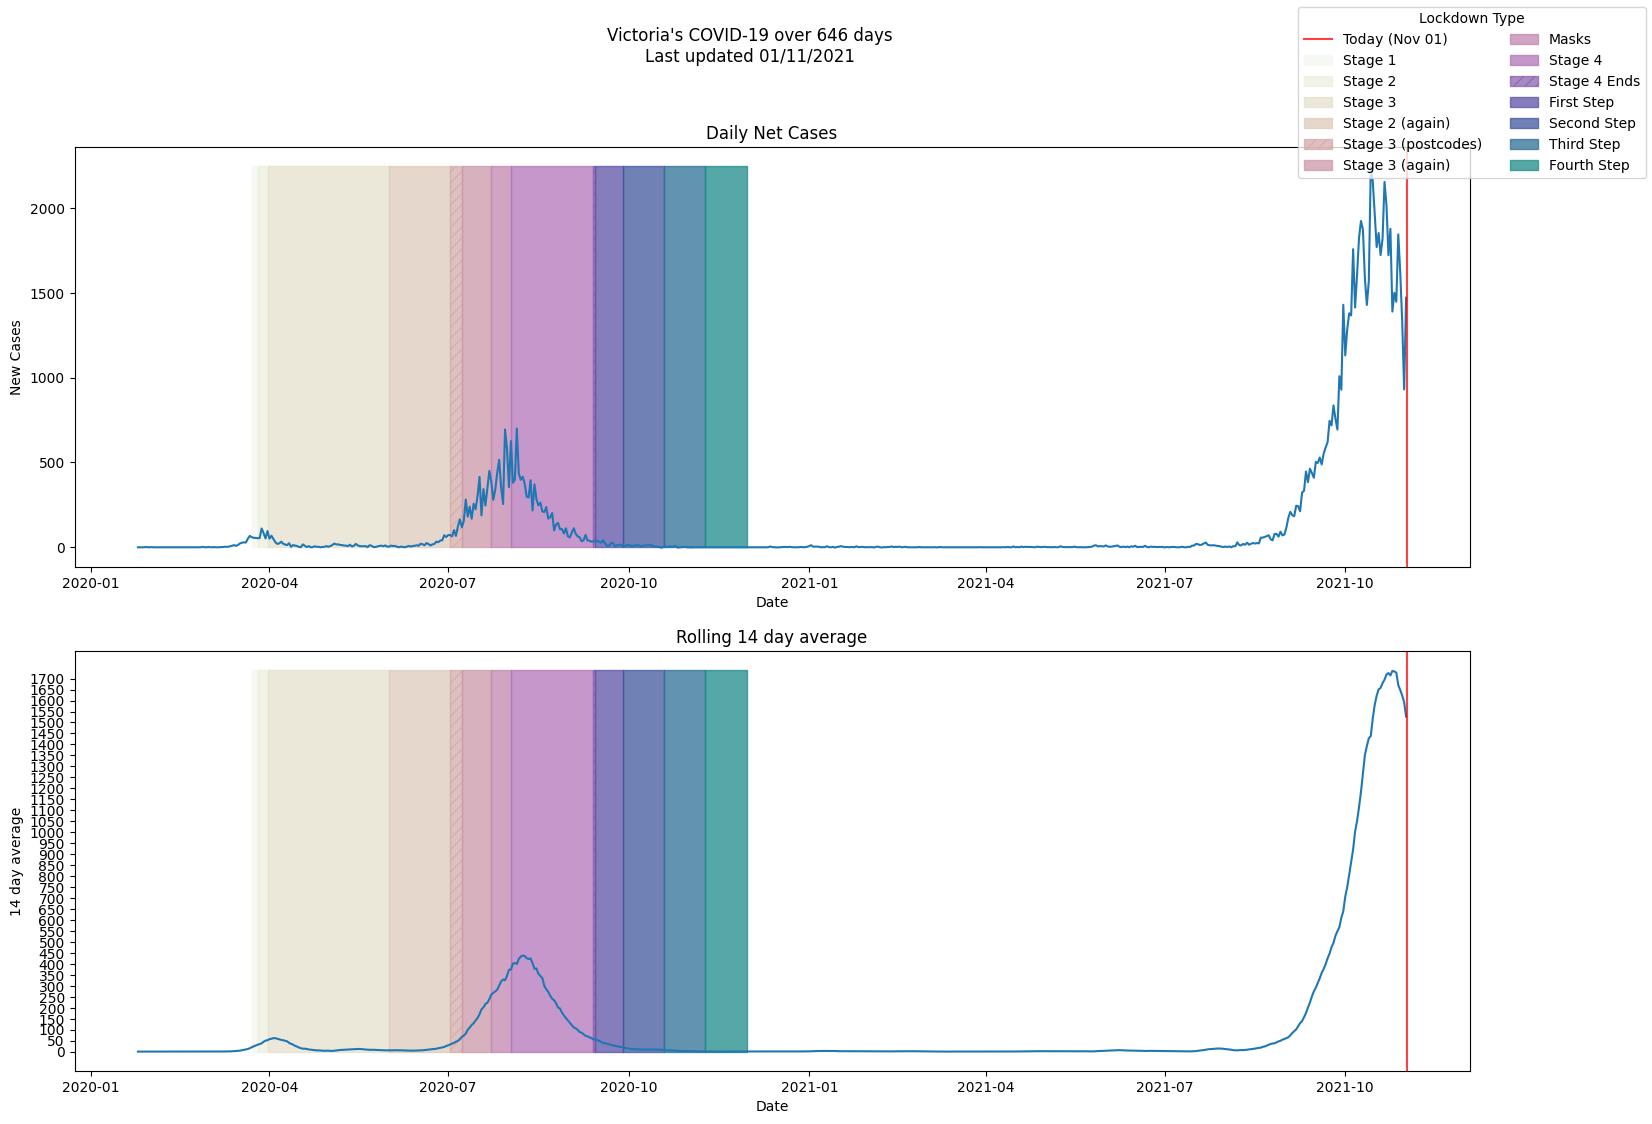 Victoria's COVID-19 over 646 days
Last updated 01/11/2021
Lockdown Type
Today (Nov 01)
Stage 1
Stage 2
Stage 3
Stage 2 (again)
Stage 3 (postcodes)
Stage 3 (again)
Masks
Stage 4
Stage 4 Ends
First Step
Second Step
Third Step
Fourth Step
Daily Net Cases
New Cases
2000
1500
1000
500
0
2020-01 2020-04 2020-07 2020-10 2021-01 2021-04 2021-07 2021-10
Date
Rolling 14 day average
14 day average
1700
1650
1600
1550
1500
1450
1400
1350
1300
1250
1200
1150
1100
1050
1000
950
900
850
800
750
700
650
600
550
500
450
400
350
300
250
200
150
100
50
0
2020-01 2020-04 2020-07 2020-10 2021-01 2021-04 2021-07 2021-10
Date